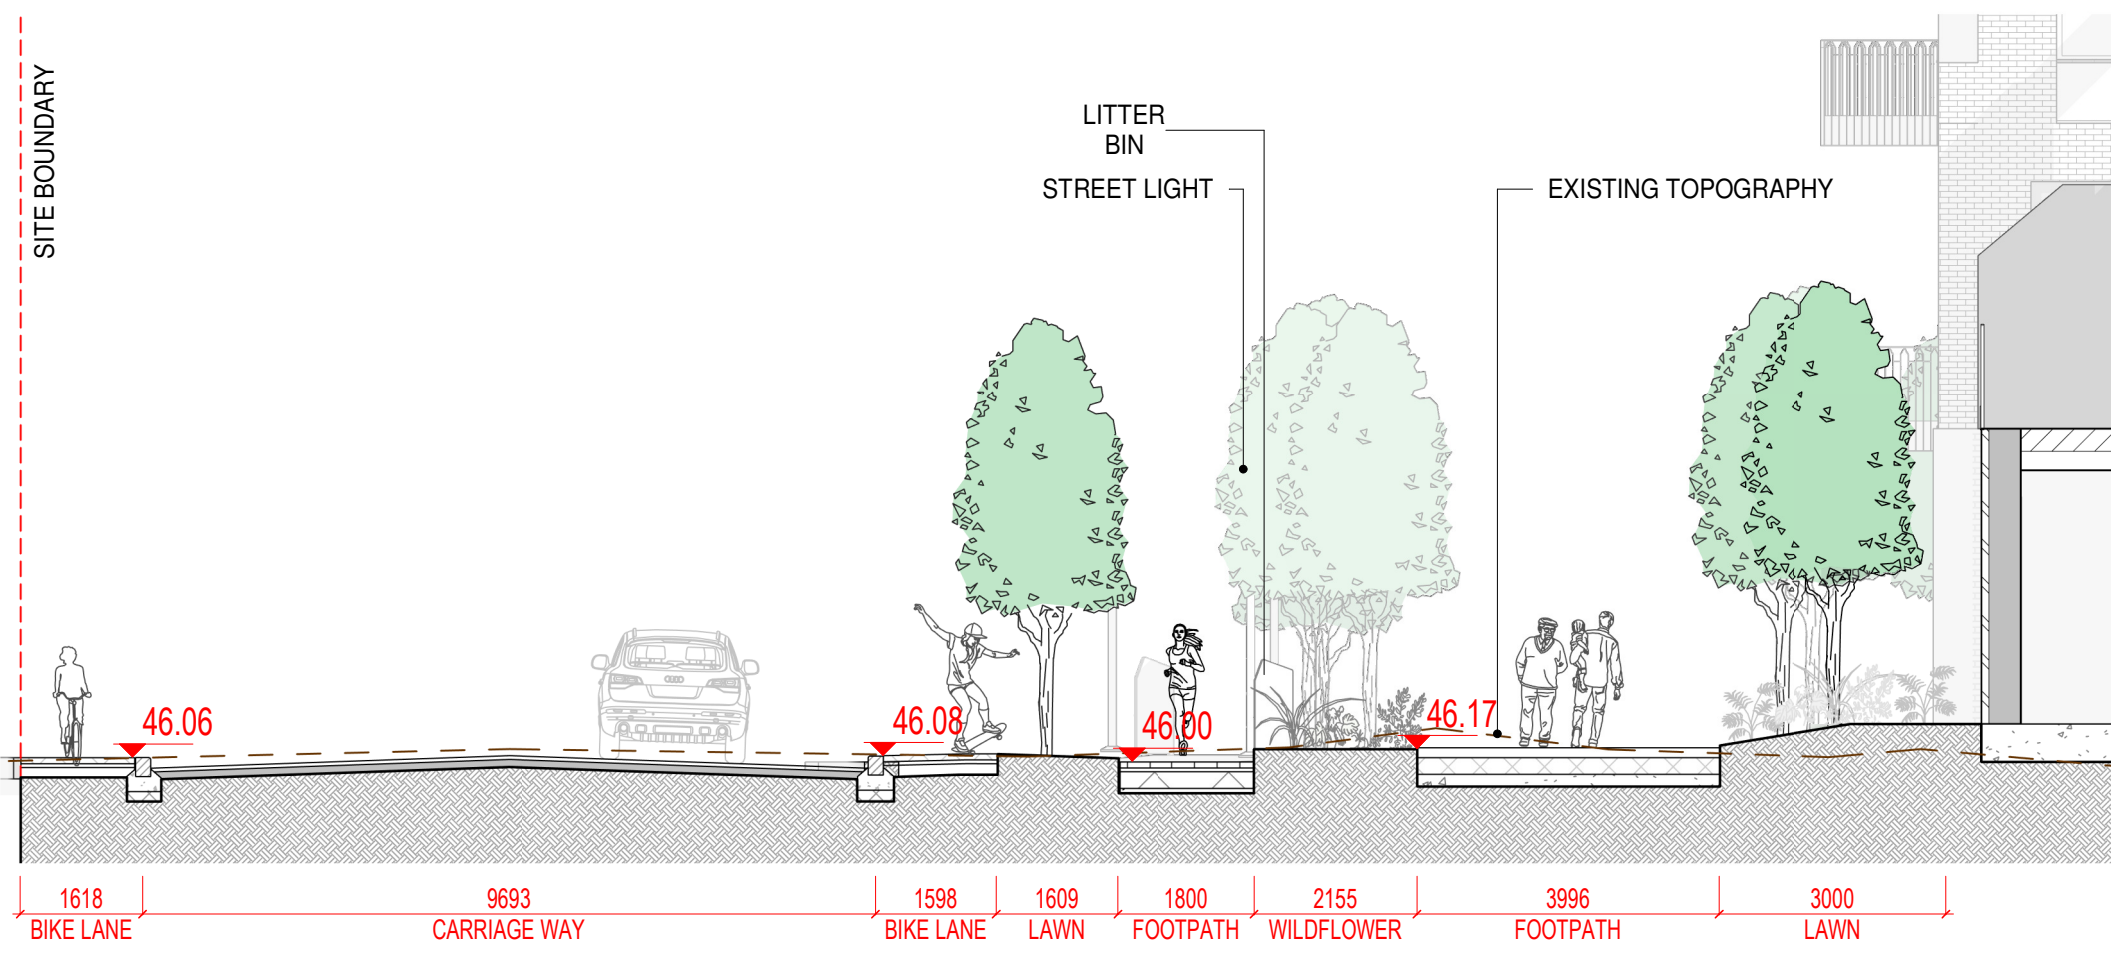 SITE BOUNDARY
LITTER
BIN
STREET LIGHT
EXISTING TOPOGRAPHY
46.06
46.08
46.00
46.17
1618
9693
1598
1609
1800
2155
3996
3000
BIKE LANE
CARRIAGE WAY
BIKE LANE
LAWN
FOOTPATH
WILDFLOWER
FOOTPATH
LAWN